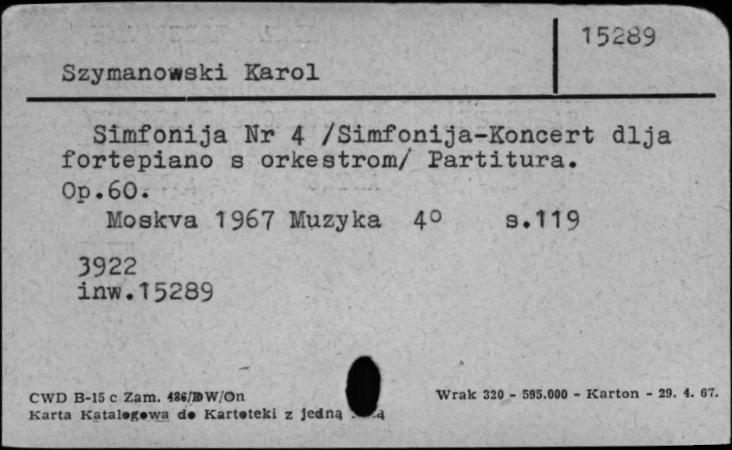 15289
Szymanowski Karol
Simfonija Nr 4 /Simfonija-Koncert dlja
fortepiano s orkestrom/ Partitura.
Op.60.
Moskva 1967 Muzyka 4° s.119
3922
inw.15289
CWD B-15 c Zam. 486/DW/On
Wrak 320 - 595.000 - Karton - 29. 4. 67.
Karta Katalogowa do Kartoteki z jedną